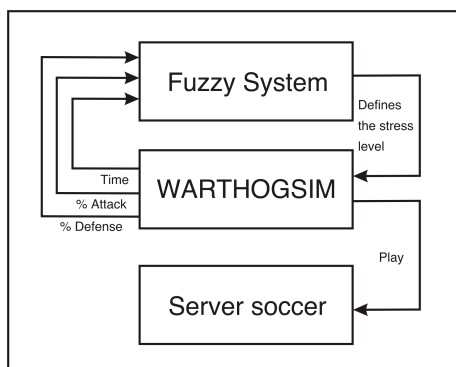 Fuzzy System
Defines
the stress
level
Time
WARTHOGSIM
% Attack
% Defense
Play
Server soccer